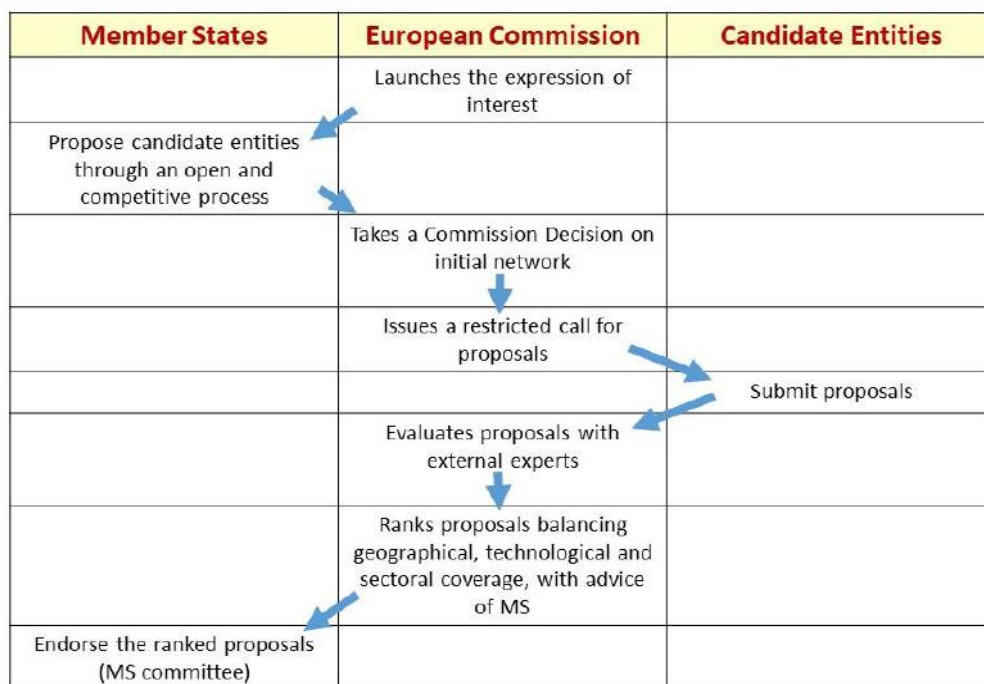 Member States
European Commission
Candidate Entities
Launches the expression of
interest
Propose candidate entities
through an open and
competitive process
Takes a Commission Decision on
initial network
Issues a restricted call for
proposals
Submit proposals
Evaluates proposals with
external experts
Ranks proposals balancing
geographical, technological and
sectoral coverage, with advice
of MS
Endorse the ranked proposals
(MS committee)